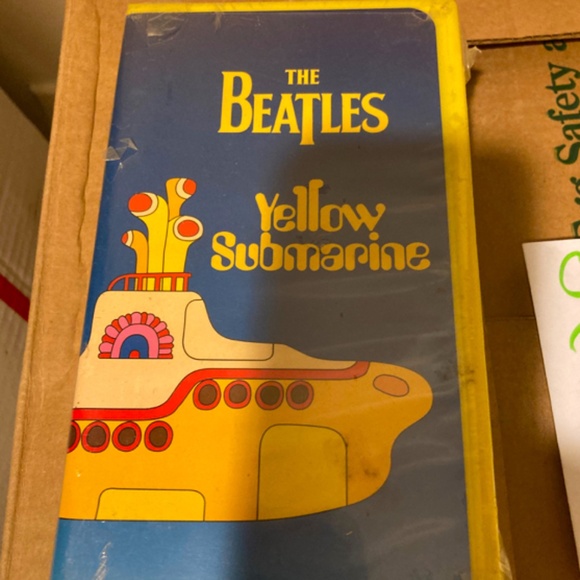 THE
BEATLES
Yellow
Submarine
Safety a